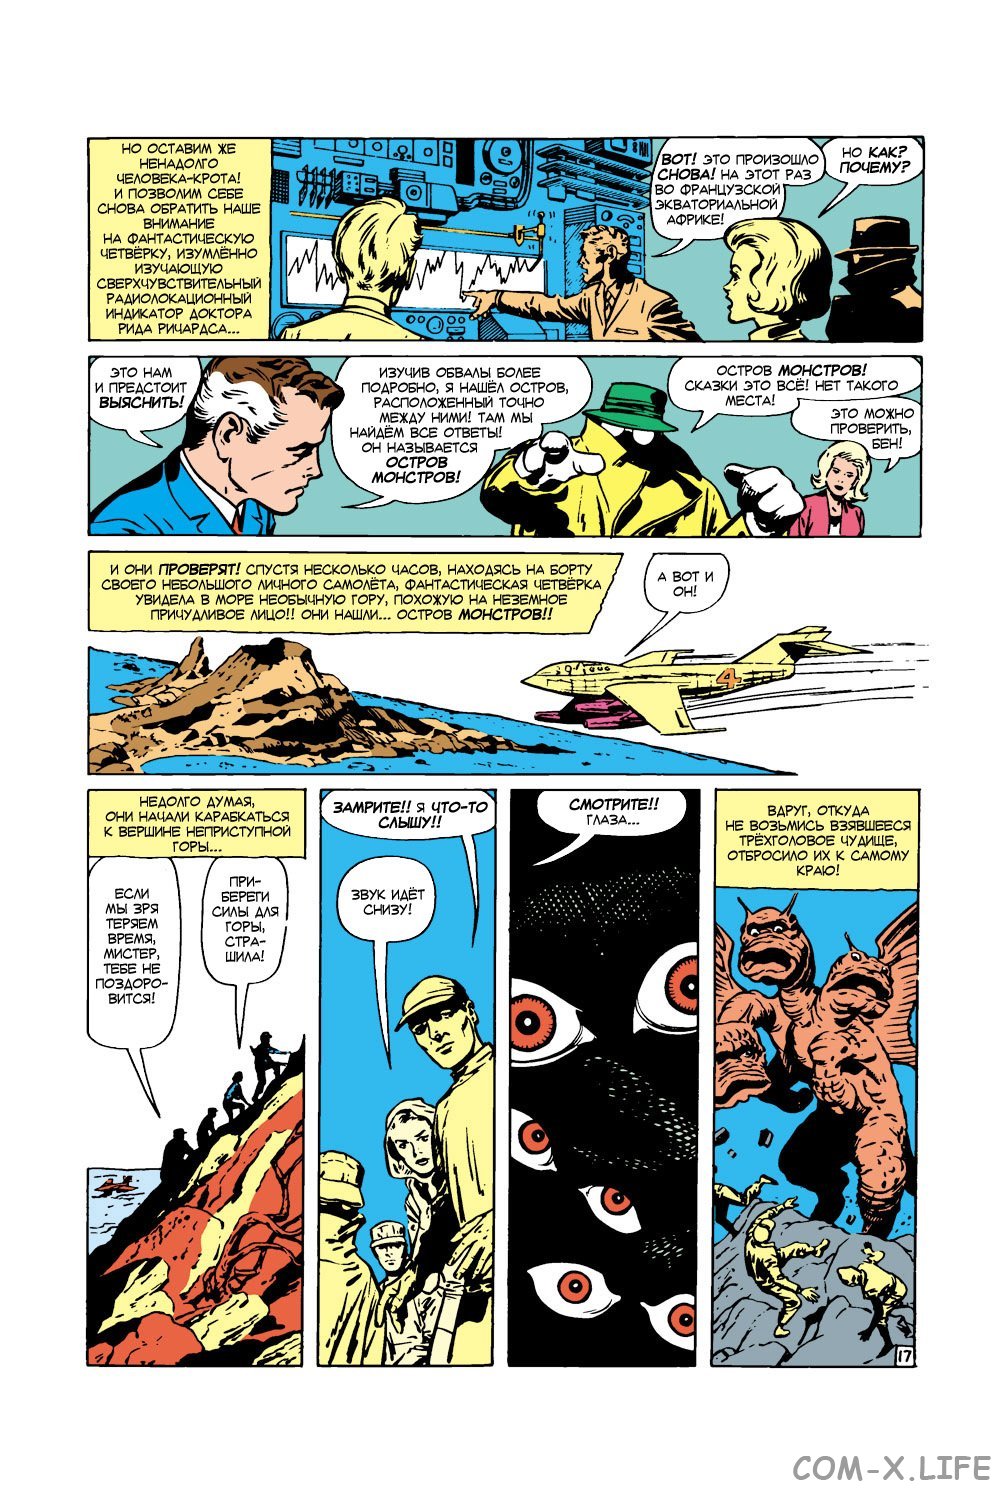 НО ОСТАВИМ ЖЕ
НЕНАДОЛГО
ЧЕЛОВЕКА-КРОТА!
И ПОЗВОЛИМ СЕБЕ
СНОВА ОБРАТИТЬ НАШЕ
ВНИМАНИЕ
НА ФАНТАСТИЧЕСКУЮ
ЧЕТВЁРКУ, ИЗУМЛЁННО
ИЗУЧАЮЩУЮ
СВЕРХЧУВСТВИТЕЛЬНЫЙ
РАДИОЛОКАЦИОННЫЙ
ИНДИКАТОР ДОКТОРА
РИДА РИЧАРДСА...
ВОТ! ЭТО ПРОИЗОШЛО
СНОВА! НА ЭТОТ РАЗ
ВО ФРАНЦУЗСКОЙ
ЭКВАТОРИАЛЬНОЙ
АФРИКЕ!
НО КАК?
ПОЧЕМУ?
ЭТО НАМ
И ПРЕДСТОИТ
ВЫЯСНИТЬ!
ИЗУЧИВ ОБВАЛЫ БОЛЕЕ
ПОДРОБНО, Я НАШЁЛ ОСТРОВ,
РАСПОЛОЖЕННЫЙ ТОЧНО
МЕЖДУ НИМИ! ТАМ МЫ
НАЙДЁМ ВСЕ ОТВЕТЫ!
ОН НАЗЫВАЕТСЯ
ОСТРОВ
МОНСТРОВ!
ОСТРОВ МОНСТРОВ!
СКАЗКИ ЭТО ВСЁ! НЕТ ТАКОГО
МЕСТА!
ЭТО МОЖНО
ПРОВЕРИТЬ,
БЕН!
И ОНИ ПРОВЕРЯТ! СПУСТЯ НЕСКОЛЬКО ЧАСОВ, НАХОДЯСЬ НА БОРТУ
СВОЕГО НЕБОЛЬШОГО ЛИЧНОГО САМОЛЁТА, ФАНТАСТИЧЕСКАЯ ЧЕТВЁРКА
УВИДЕЛА В МОРЕ НЕОБЫЧНУЮ ГОРУ, ПОХОЖУЮ НА НЕЗЕМНОЕ
ПРИЧУДЛИВОЕ ЛИЦО!! ОНИ НАШЛИ... ОСТРОВ МОНСТРОВ!!
А ВОТ И
ОН!
4
НЕДОЛГО ДУМАЯ,
ОНИ НАЧАЛИ КАРАБКАТЬСЯ
К ВЕРШИНЕ НЕПРИСТУПНОЙ
ГОРЫ...
ЕСЛИ
МЫ ЗРЯ
ТЕРЯЕМ
ВРЕМЯ,
МИСТЕР,
ТЕБЕ НЕ
ПОЗДОРО-
ВИТСЯ!
ПРИ-
БЕРЕГИ
СИЛЫ ДЛЯ
ГОРЫ,
СТРА-
ШИЛА!
ЗАМРИТЕ!! Я ЧТО-ТО
СЛЫШУ!!
ЗВУК ИДЁТ
СНИЗУ!
СМОТРИТЕ!!
ГЛАЗА...
ВДРУГ, ОТКУДА
НЕ ВОЗЬМИСЬ ВЗЯВШЕЕСЯ
ТРЁХГОЛОВОЕ ЧУДИЩЕ,
ОТБРОСИЛО ИХ К САМОМУ
КРАЮ!
17
COM-X.LIFE